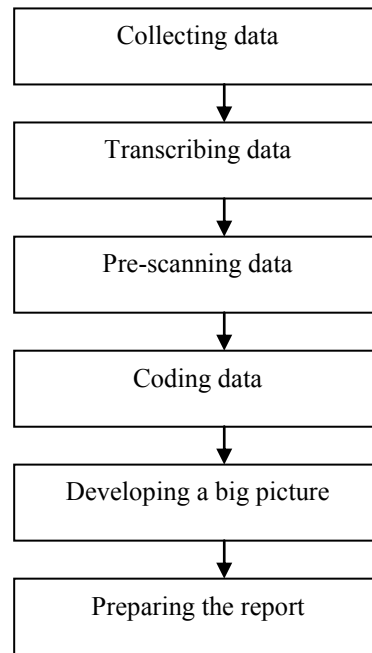 Collecting data
Transcribing data
Pre-scanning data
Coding data
Developing a big picture
Preparing the report